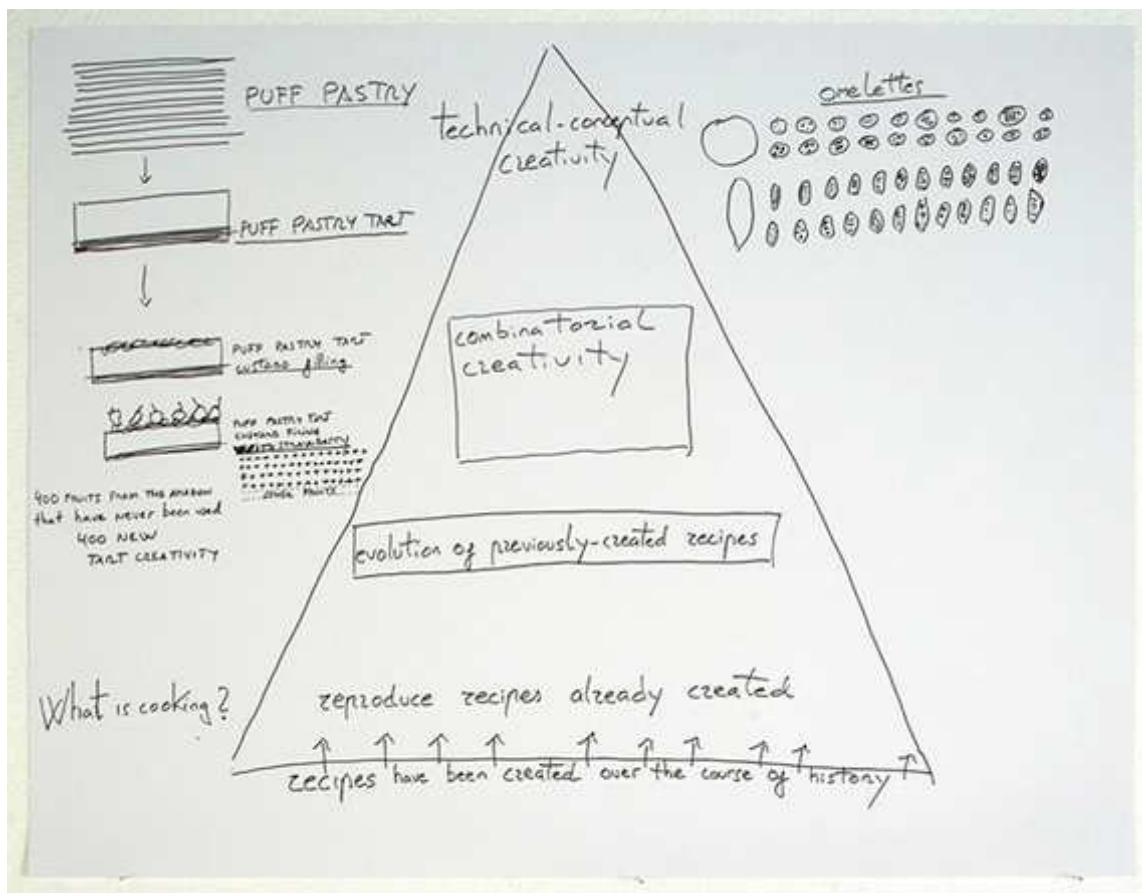 PUFF PASTRY
PUFF PASTRY TART
PUFF PASTRY TART
CUSTARD filling
PUFF PASTRY TART
CUSTARD FILLING
STRAWBERRY
OTHER FRUITS
400 FRUITS FROM THE AMAZON
that have never been used
400 NEW
TART CREATIVITY
technical-conceptual
creativity
combinatorial
creativity
evolution of previously-created recipes
What is cooking?
reproduce recipes already created
recipes have been created over the course of history
omelettes